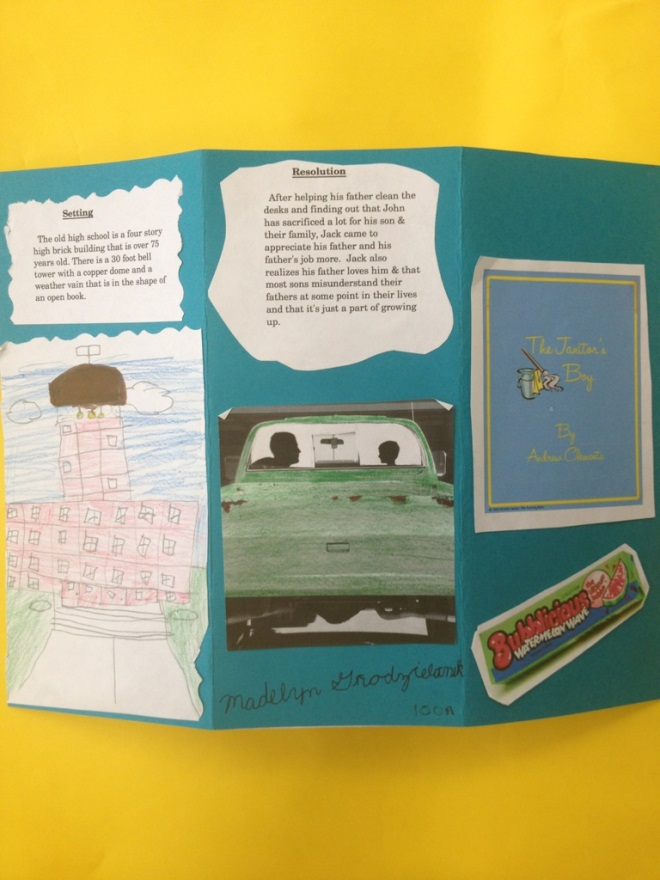 Setting
The old high school is a four story
high brick building that is over 75
years old. There is a 30 foot bell
tower with a copper dome and a
weather vain that is in the shape of
an open book.
Resolution
After helping his father clean the
desks and finding out that John
has sacrificed a lot for his son &
their family, Jack came to
appreciate his father and his
father's job more. Jack also
realizes his father loves him & that
most sons misunderstand their
fathers at some point in their lives
and that it's just a part of growing
up.
Madelyn Grodzielanek
100A
The Janitor's
Boy
By
Andrew Clements
Bubblicious
WATERMELON WAVE